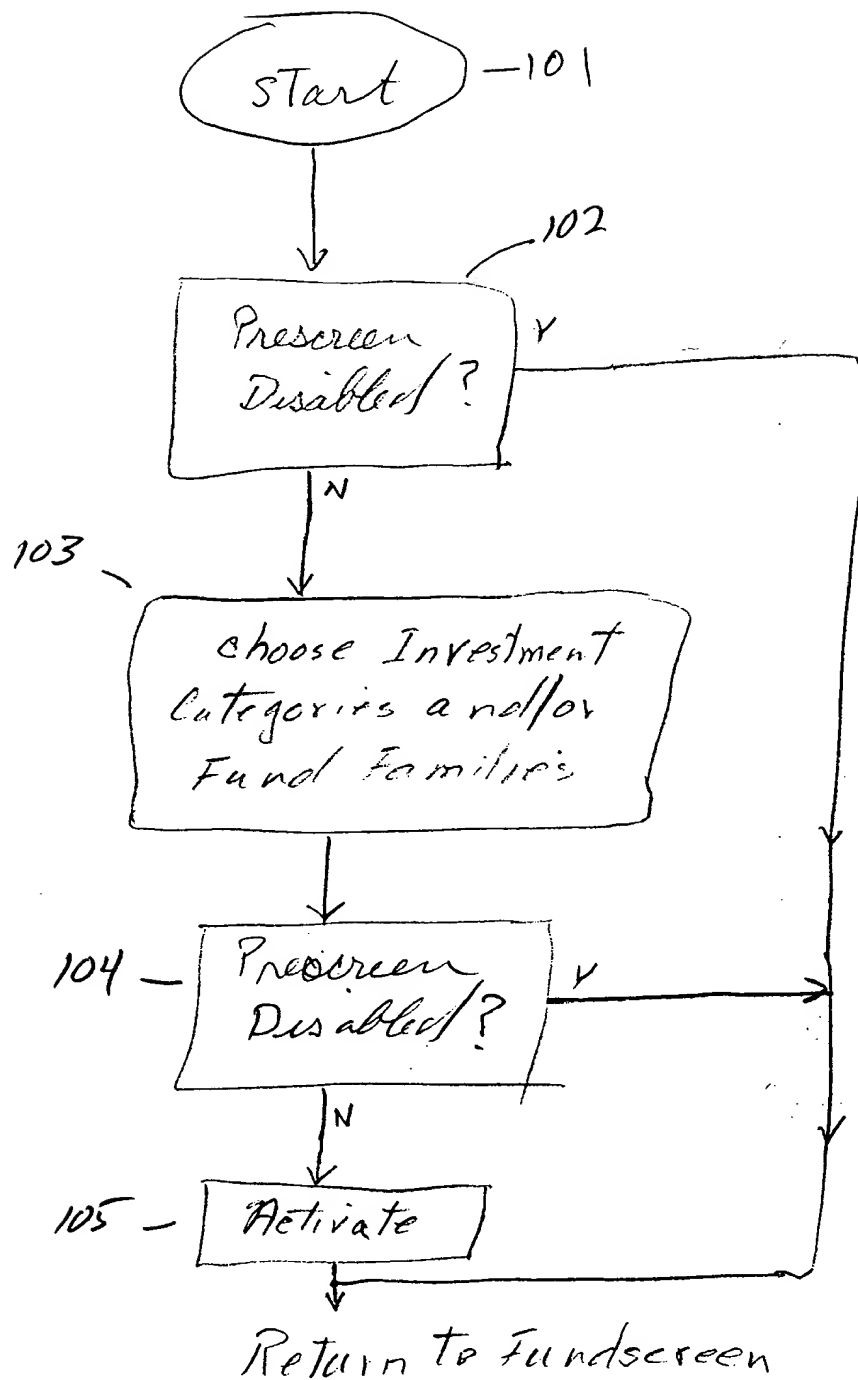 Start
101
102
Prescreen
Disabled?
Y
N
103
choose Investment
Categories and/or
Fund Families
104
Prescreen
Disabled?
Y
N
105
Activate
Return to Fundscreen